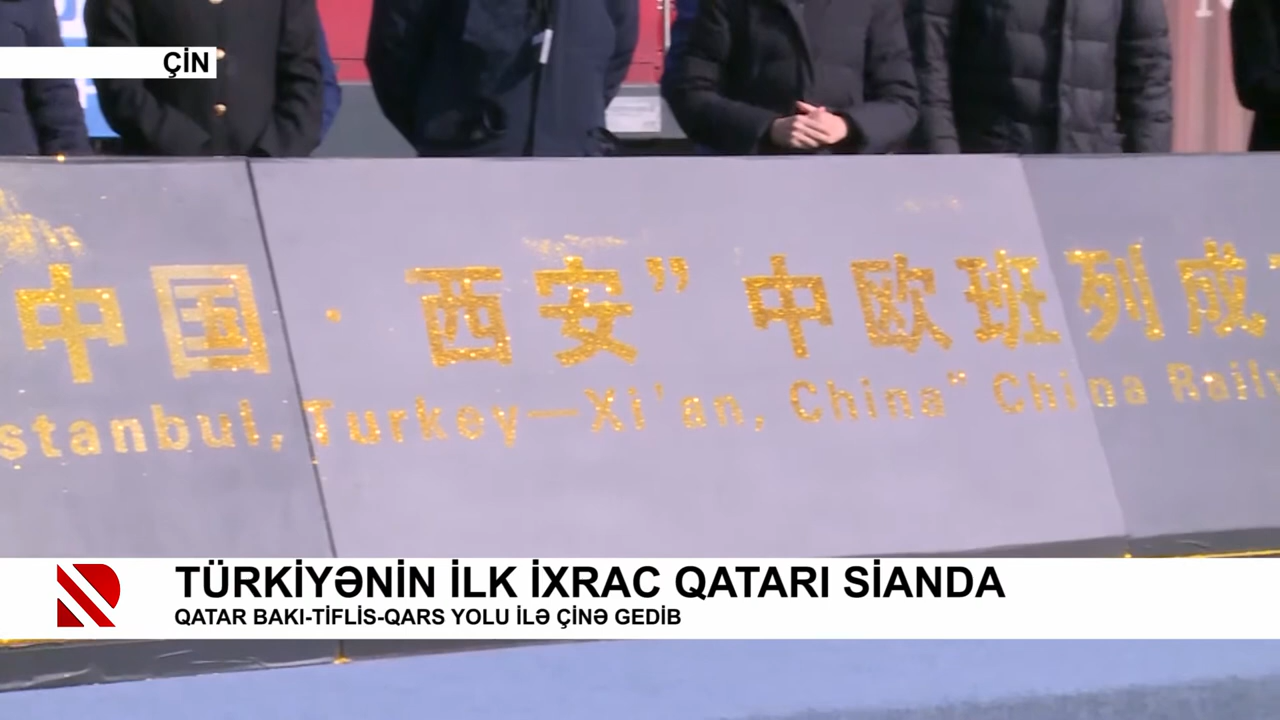 ÇİN
中国·西安”中欧班列成
stanbul, Turkey—Xi'an, China" China Rail
TÜRKİYƏNİN İLK İXRAC QATARI SİANDA
QATAR BAKI-TİFLİS-QARS YOLU İLƏ ÇİNƏ GEDİB